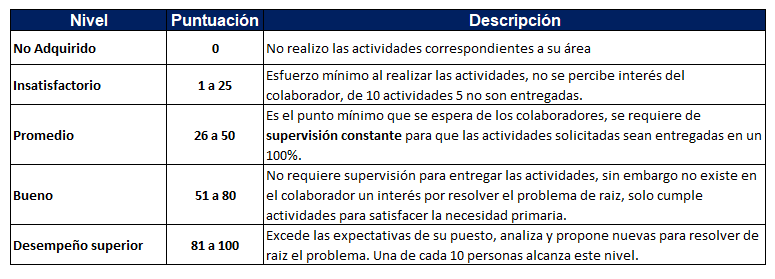 Nivel Puntuación Descripción
No Adquirido 0 No realizo las actividades correspondientes a su área
Insatisfactorio 1 a 25 Esfuerzo mínimo al realizar las actividades, no se percibe interés del
colaborador, de 10 actividades 5 no son entregadas.
Promedio 26 a 50 Es el punto mínimo que se espera de los colaboradores, se requiere de
supervisión constante para que las actividades solicitadas sean entregadas en un
100%.
Bueno 51 a 80 No requiere supervisión para entregar las actividades, sin embargo no existe en
el colaborador un interés por resolver el problema de raiz, solo cumple
actividades para satisfacer la necesidad primaria.
Desempeño superior 81 a 100 Excede las expectativas de su puesto, analiza y propone nuevas para resolver de
raiz el problema. Una de cada 10 personas alcanza este nivel.